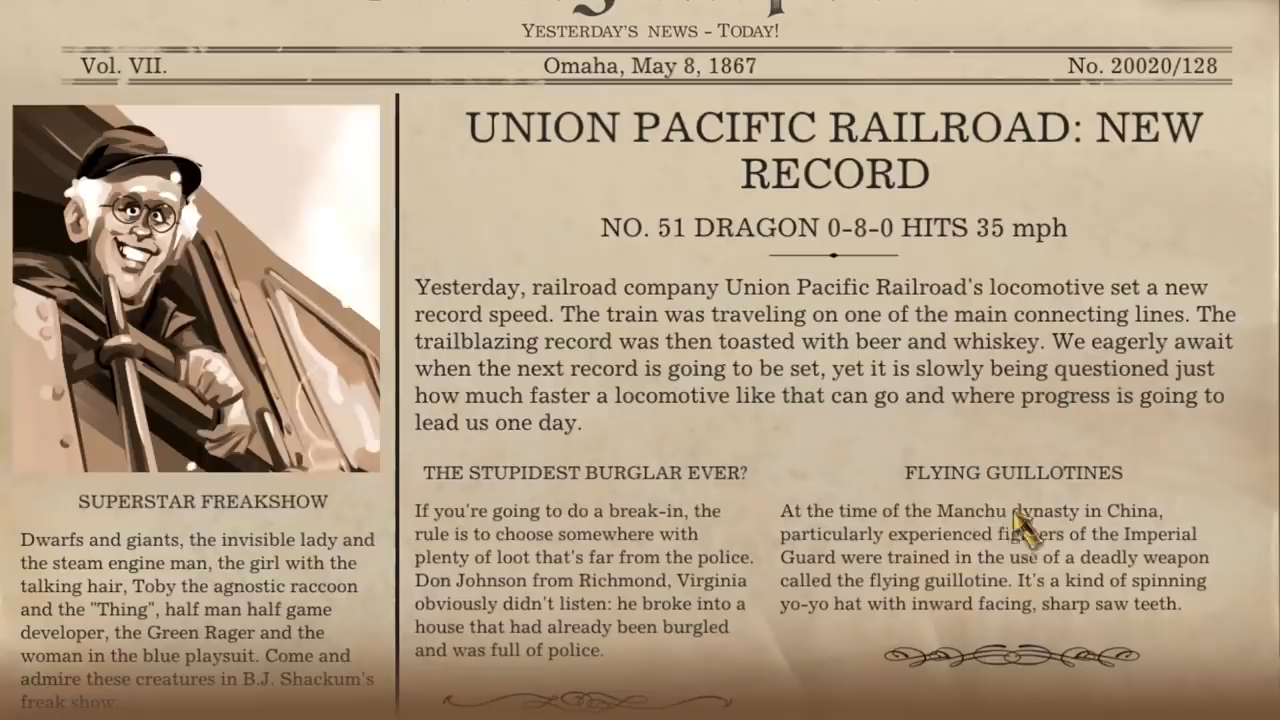 YESTERDAY'S NEWS - TODAY!
Vol. VII.
Omaha, May 8, 1867
No. 20020/128
UNION PACIFIC RAILROAD: NEW
RECORD
NO. 51 DRAGON 0-8-0 HITS 35 mph
Yesterday, railroad company Union Pacific Railroad's locomotive set a new
record speed. The train was traveling on one of the main connecting lines. The
trailblazing record was then toasted with beer and whiskey. We eagerly await
when the next record is going to be set, yet it is slowly being questioned just
how much faster a locomotive like that can go and where progress is going to
lead us one day.
SUPERSTAR FREAKSHOW
Dwarfs and giants, the invisible lady and
the steam engine man, the girl with the
talking hair, Toby the agnostic raccoon
and the "Thing", half man half game
developer, the Green Rager and the
woman in the blue playsuit. Come and
admire these creatures in B.J. Shackum's
freak show.
THE STUPIDEST BURGLAR EVER?
If you're going to do a break-in, the
rule is to choose somewhere with
plenty of loot that's far from the police.
Don Johnson from Richmond, Virginia
obviously didn't listen: he broke into a
house that had already been burgled
and was full of police.
FLYING GUILLOTINES
At the time of the Manchu dynasty in China,
particularly experienced fighters of the Imperial
Guard were trained in the use of a deadly weapon
called the flying guillotine. It's a kind of spinning
yo-yo hat with inward facing, sharp saw teeth.